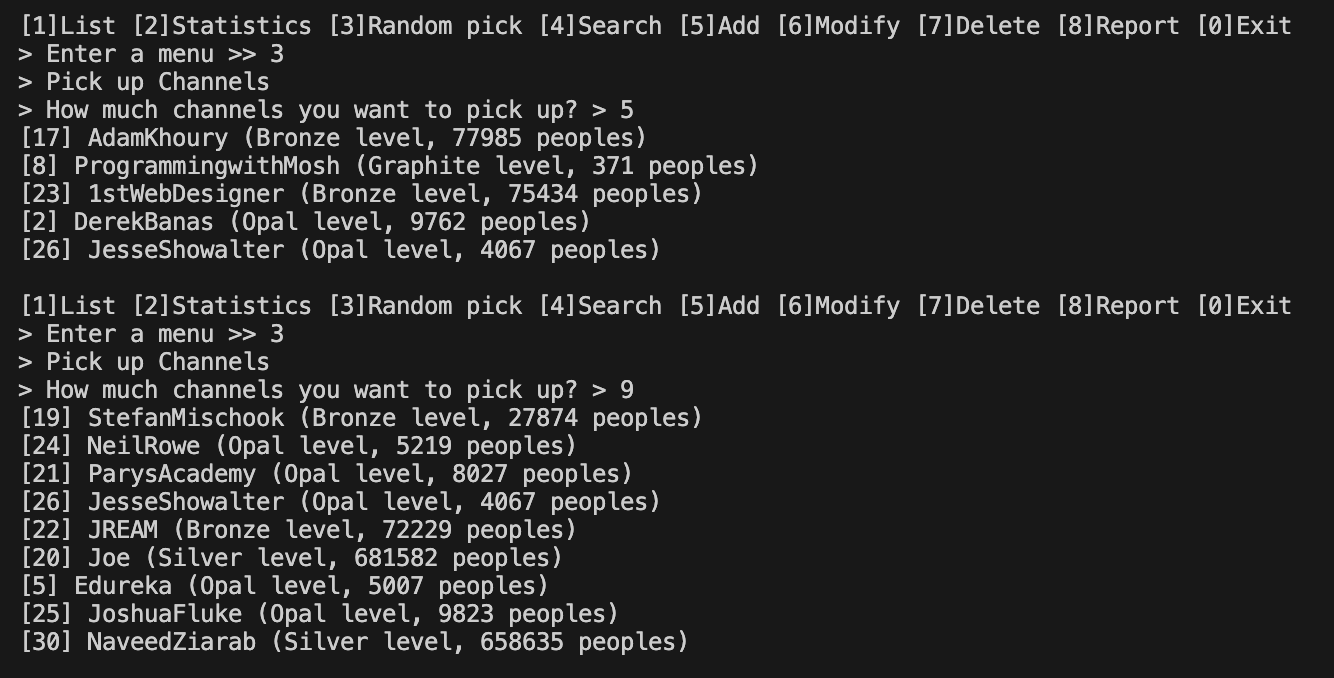 [1]List [2]Statistics [3]Random pick [4]Search [5]Add [6]Modify [7]Delete [8]Report [0]Exit
> Enter a menu >> 3
> Pick up Channels
> How much channels you want to pick up? > 5
[17] AdamKhoury (Bronze level, 77985 peoples)
[8] ProgrammingwithMosh (Graphite level, 371 peoples)
[23] 1stWebDesigner (Bronze level, 75434 peoples)
[2] DerekBanas (Opal level, 9762 peoples)
[26] JesseShowalter (Opal level, 4067 peoples)
[1]List [2]Statistics [3]Random pick [4]Search [5]Add [6]Modify [7]Delete [8]Report [0]Exit
> Enter a menu >> 3
> Pick up Channels
> How much channels you want to pick up? > 9
[19] StefanMischook (Bronze level, 27874 peoples)
[24] NeilRowe (Opal level, 5219 peoples)
[21] ParysAcademy (Opal level, 8027 peoples)
[26] JesseShowalter (Opal level, 4067 peoples)
[22] JREAM (Bronze level, 72229 peoples)
[20] Joe (Silver level, 681582 peoples)
[5] Edureka (Opal level, 5007 peoples)
[25] JoshuaFluke (Opal level, 9823 peoples)
[30] NaveedZiarab (Silver level, 658635 peoples)